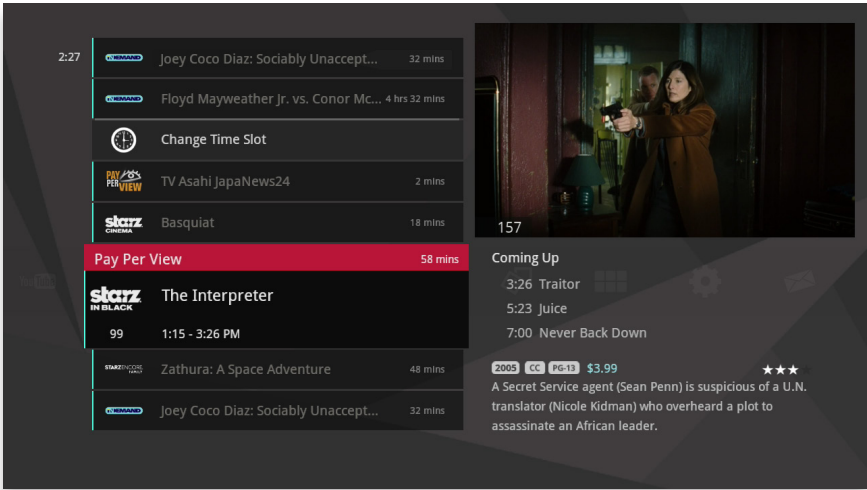 2:27
ON DEMAND Joey Coco Diaz: Sociably Unaccept... 32 mins
ON DEMAND Floyd Mayweather Jr. vs. Conor Mc... 4 hrs 32 mins
Change Time Slot
PAY PER VIEW TV Asahi JapaNews24 2 mins
starz CINEMA Basquiat 18 mins
Pay Per View 58 mins
starz IN BLACK The Interpreter
99 1:15 - 3:26 PM
STARZ ENCORE FAMILY Zathura: A Space Adventure 48 mins
ON DEMAND Joey Coco Diaz: Sociably Unaccept... 32 mins
157
Coming Up
3:26 Traitor
5:23 Juice
7:00 Never Back Down
2005 CC PG-13 $3.99
A Secret Service agent (Sean Penn) is suspicious of a U.N.
translator (Nicole Kidman) who overheard a plot to
assassinate an African leader.